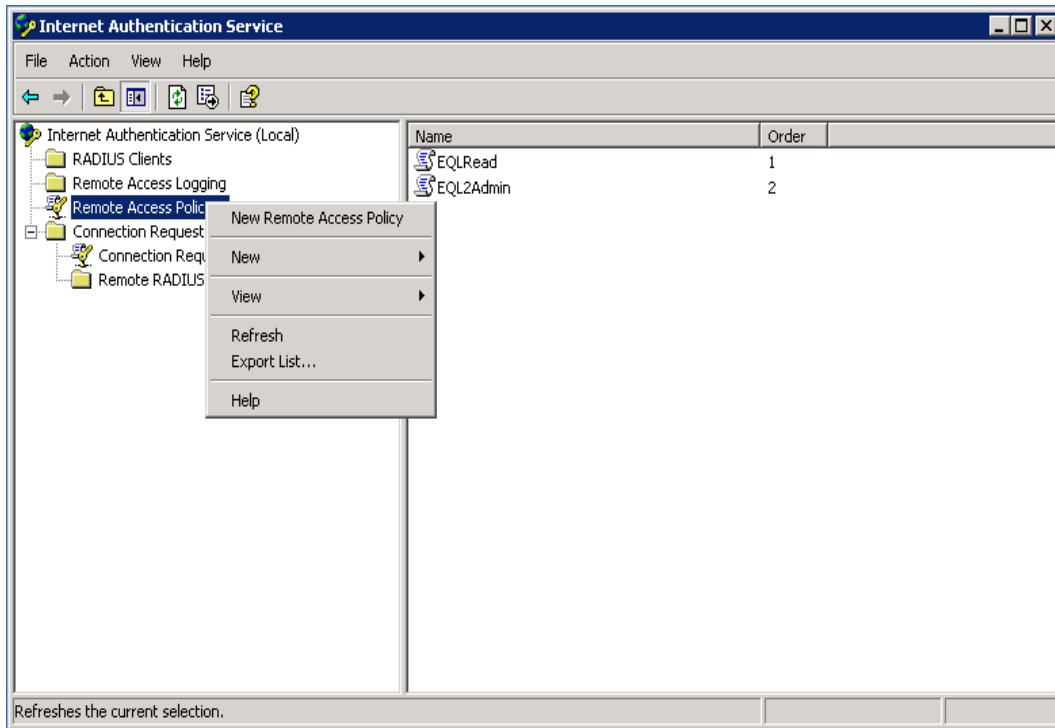 Internet Authentication Service
File Action View Help
Internet Authentication Service (Local)
RADIUS Clients
Remote Access Logging
Remote Access Polic
Connection Request
Connection Requ
Remote RADIUS
New Remote Access Policy
New
View
Refresh
Export List...
Help
Name Order
EQLRead 1
EQL2Admin 2
Refreshes the current selection.